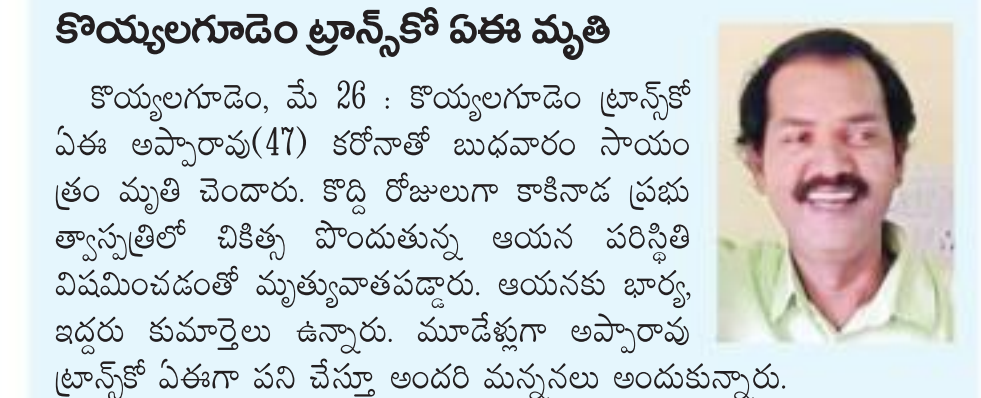 కొయ్యలగూడెం ట్రాన్స్‌కో ఏఈ మృతి
కొయ్యలగూడెం, మే 26 : కొయ్యలగూడెం ట్రాన్స్‌కో
ఏఈ అప్పారావు(47) కరోనాతో బుధవారం సాయం
త్రం మృతి చెందారు. కొద్ది రోజులుగా కాకినాడ ప్రభు
త్వాస్పత్రిలో చికిత్స పొందుతున్న ఆయన పరిస్థితి
విషమించడంతో మృత్యువాతపడ్డారు. ఆయనకు భార్య,
ఇద్దరు కుమార్తెలు ఉన్నారు. మూడేళ్లుగా అప్పారావు
ట్రాన్స్‌కో ఏఈగా పని చేస్తూ అందరి మన్ననలు అందుకున్నారు.